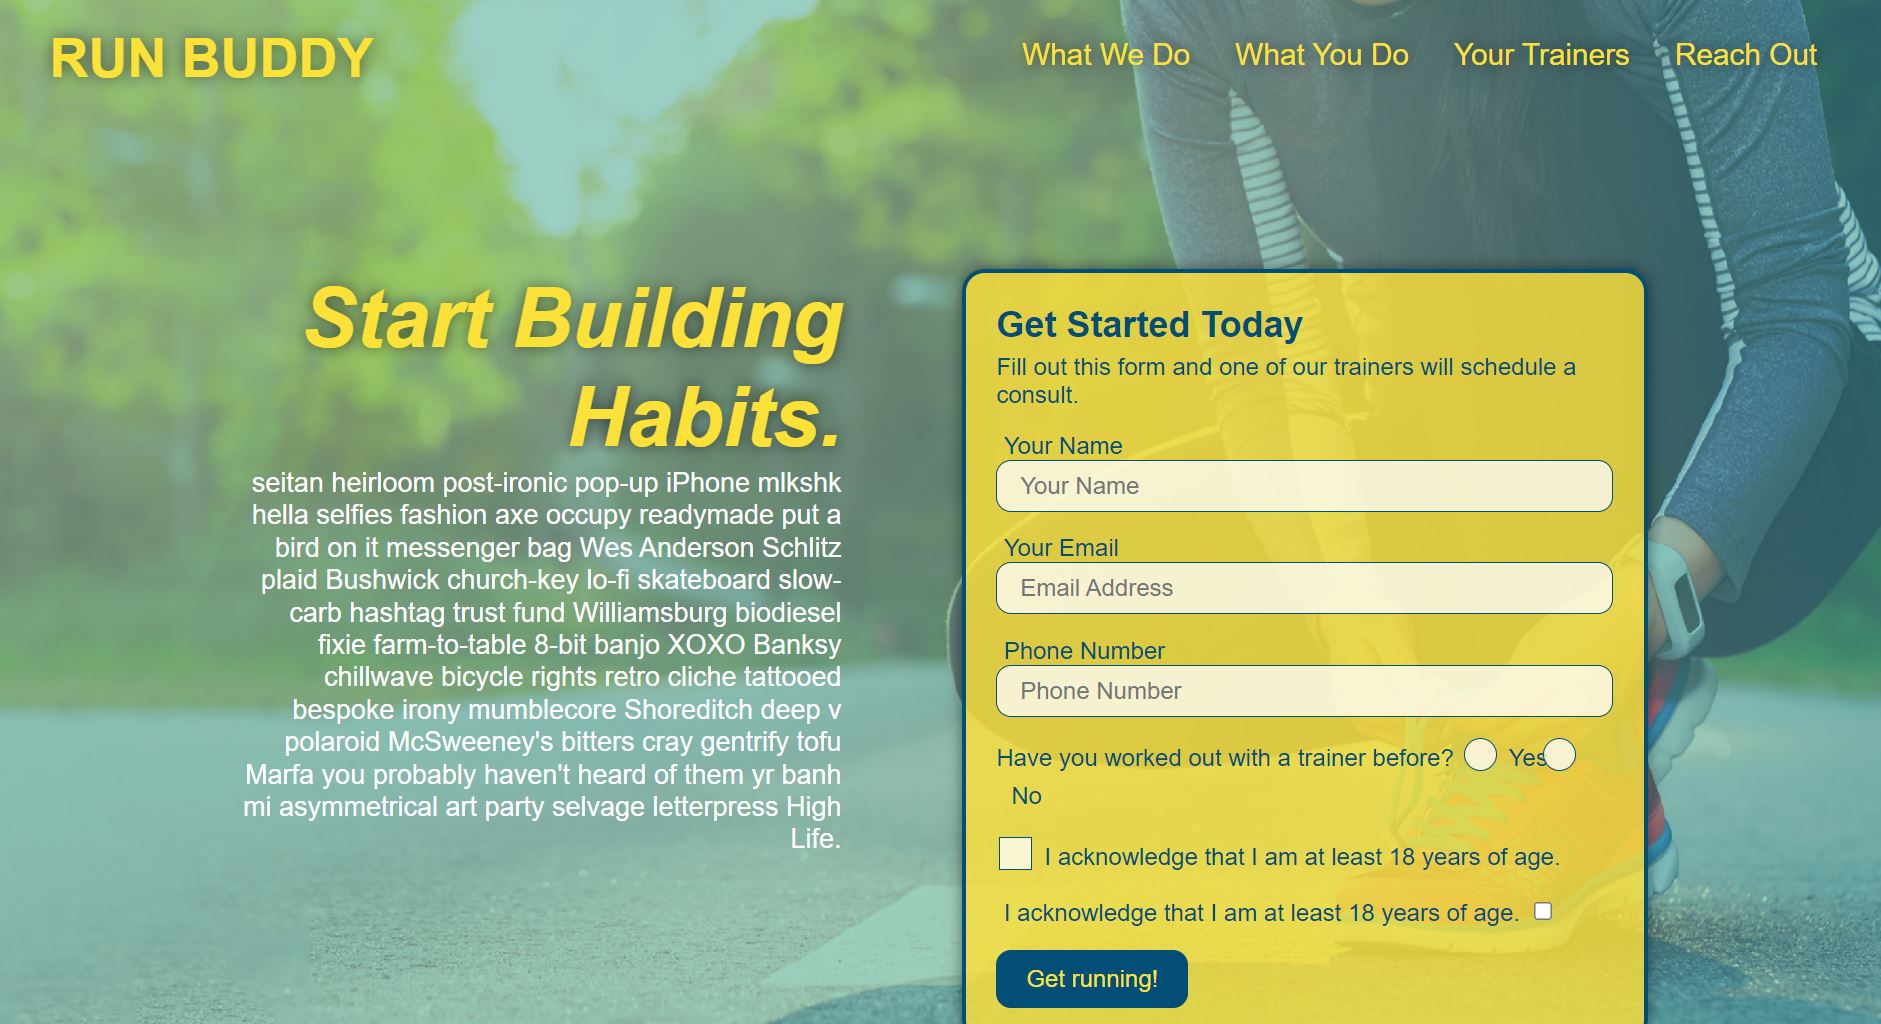 RUN BUDDY
What We Do What You Do Your Trainers Reach Out
Start Building
Habits.
seitan heirloom post-ironic pop-up iPhone mlkshk
hella selfies fashion axe occupy readymade put a
bird on it messenger bag Wes Anderson Schlitz
plaid Bushwick church-key lo-fi skateboard slow-
carb hashtag trust fund Williamsburg biodiesel
fixie farm-to-table 8-bit banjo XOXO Banksy
chillwave bicycle rights retro cliche tattooed
bespoke irony mumblecore Shoreditch deep v
polaroid McSweeney's bitters cray gentrify tofu
Marfa you probably haven't heard of them yr banh
mi asymmetrical art party selvage letterpress High
Life.
Get Started Today
Fill out this form and one of our trainers will schedule a
consult.
Your Name
Your Name
Your Email
Email Address
Phone Number
Phone Number
Have you worked out with a trainer before? Yes
No
I acknowledge that I am at least 18 years of age.
I acknowledge that I am at least 18 years of age.
Get running!